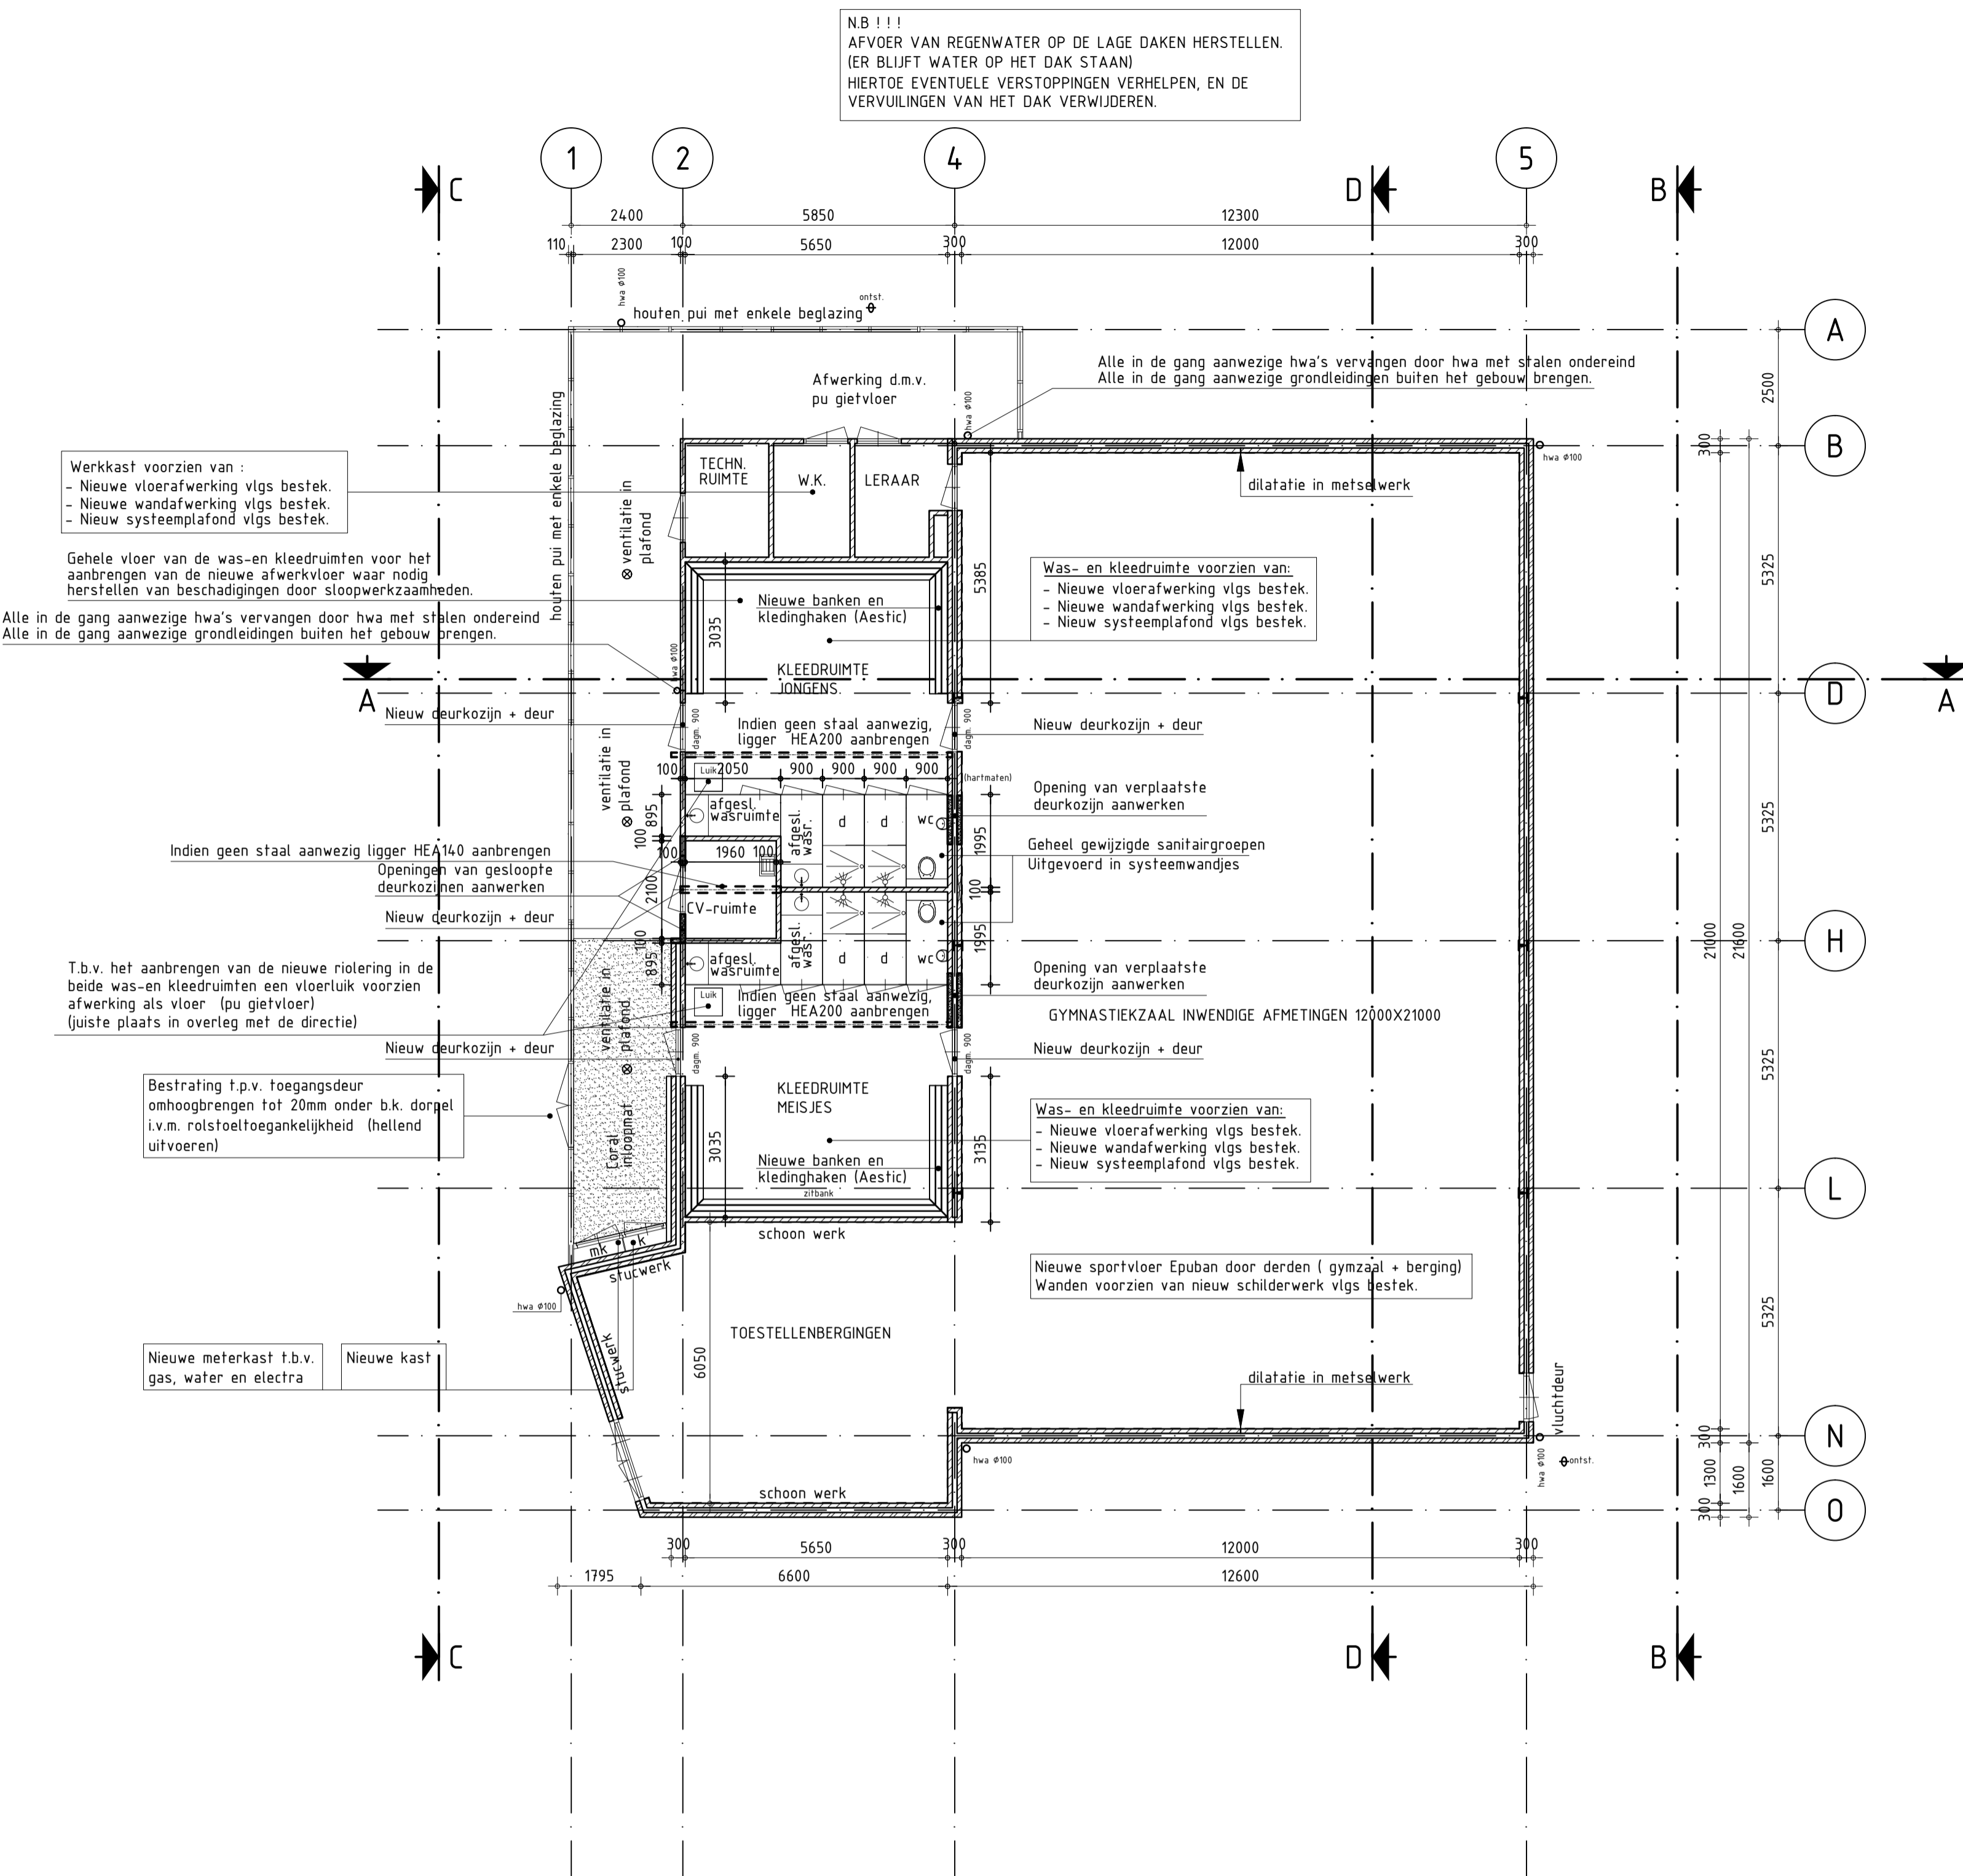 N.B ! ! !
AFVOER VAN REGENWATER OP DE LAGE DAKEN HERSTELLEN.
(ER BLIJFT WATER OP HET DAK STAAN)
HIERTOE EVENTUELE VERSTOPPINGEN VERHELPEN, EN DE
VERVUILINGEN VAN HET DAK VERWIJDEREN.
1
2
4
5
C
D
B
2400
5850
12300
110
2300
100
5650
300
12000
300
hwa Ø100
ontst.
houten pui met enkele beglazing
A
Alle in de gang aanwezige hwa's vervangen door hwa met stalen ondereind
Alle in de gang aanwezige grondleidingen buiten het gebouw brengen.
Afwerking d.m.v.
pu gietvloer
hwa Ø100
2500
houten pui met enkele beglazing
B
300
hwa Ø100
Werkkast voorzien van :
- Nieuwe vloerafwerking vlgs bestek.
- Nieuwe wandafwerking vlgs bestek.
- Nieuw systeemplafond vlgs bestek.
TECHN.
RUIMTE
W.K.
LERAAR
dilatatie in metselwerk
ventilatie in
plafond
Gehele vloer van de was-en kleedruimten voor het
aanbrengen van de nieuwe afwerkvloer waar nodig
herstellen van beschadigingen door sloopwerkzaamheden.
5385
5325
Was- en kleedruimte voorzien van:
- Nieuwe vloerafwerking vlgs bestek.
- Nieuwe wandafwerking vlgs bestek.
- Nieuw systeemplafond vlgs bestek.
Nieuwe banken en
kledinghaken (Aestic)
3035
Alle in de gang aanwezige hwa's vervangen door hwa met stalen ondereind
Alle in de gang aanwezige grondleidingen buiten het gebouw brengen.
hwa Ø100
KLEEDRUIMTE
JONGENS
A
A
D
Nieuw deurkozijn + deur
dagm. 900
Indien geen staal aanwezig,
ligger HEA200 aanbrengen
dagm. 900
Nieuw deurkozijn + deur
ventilatie in
plafond
100
Luik
2050
900
900
900
900
(hartmaten)
Opening van verplaatste
deurkozijn aanwerken
895
afgesl.
wasruimte
afgesl.
wasr.
d
d
wc
1995
5325
100
Geheel gewijzigde sanitairgroepen
Uitgevoerd in systeemwandjes
Indien geen staal aanwezig ligger HEA140 aanbrengen
100
1960
100
Openingen van gesloopte
deurkozijnen aanwerken
2100
100
CV-ruimte
Nieuw deurkozijn + deur
100
1995
H
21000
21600
T.b.v. het aanbrengen van de nieuwe riolering in de
beide was-en kleedruimten een vloerluik voorzien
afwerking als vloer (pu gietvloer)
(juiste plaats in overleg met de directie)
895
afgesl.
wasruimte
afgesl.
wasr.
d
d
wc
Opening van verplaatste
deurkozijn aanwerken
ventilatie in
plafond
Luik
Indien geen staal aanwezig,
ligger HEA200 aanbrengen
GYMNASTIEKZAAL INWENDIGE AFMETINGEN 12000X21000
Nieuw deurkozijn + deur
dagm. 900
dagm. 900
Nieuw deurkozijn + deur
5325
Bestrating t.p.v. toegangsdeur
omhoogbrengen tot 20mm onder b.k. dorpel
i.v.m. rolstoeltoegankelijkheid (hellend
uitvoeren)
Coral
inloopmat
KLEEDRUIMTE
MEISJES
3035
3135
Was- en kleedruimte voorzien van:
- Nieuwe vloerafwerking vlgs bestek.
- Nieuwe wandafwerking vlgs bestek.
- Nieuw systeemplafond vlgs bestek.
Nieuwe banken en
kledinghaken (Aestic)
zitbank
L
schoon werk
mk
k
stucwerk
Nieuwe sportvloer Epuban door derden ( gymzaal + berging)
Wanden voorzien van nieuw schilderwerk vlgs bestek.
hwa Ø100
5325
TOESTELLENBERGINGEN
6050
stucwerk
Nieuwe meterkast t.b.v.
gas, water en electra
Nieuwe kast
dilatatie in metselwerk
vluchtdeur
N
300
hwa Ø100
hwa Ø100
ontst.
1300
1600
1600
schoon werk
300
O
300
5650
300
12000
300
1795
6600
12600
C
D
B